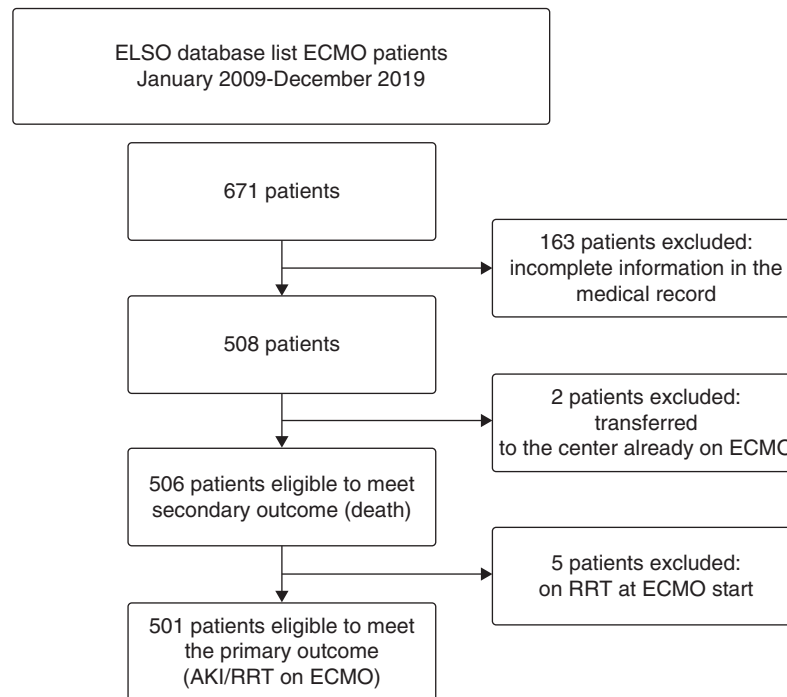 ELSO database list ECMO patients
January 2009-December 2019
671 patients
163 patients excluded:
incomplete information in the
medical record
508 patients
2 patients excluded:
transferred
to the center already on ECMO
506 patients eligible to meet
secondary outcome (death)
5 patients excluded:
on RRT at ECMO start
501 patients eligible to meet
the primary outcome
(AKI/RRT on ECMO)